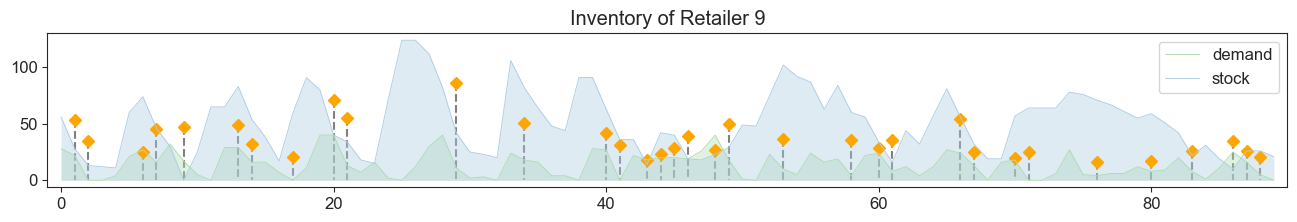 Inventory of Retailer 9
100
50
0
demand
stock
0 20 40 60 80